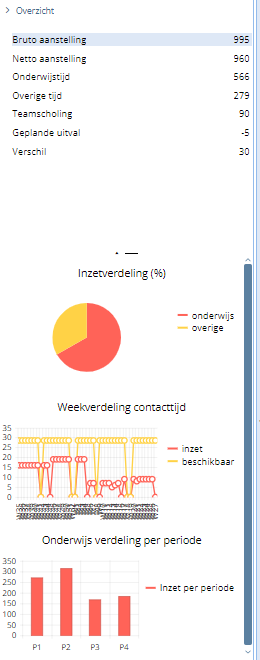 Overzicht
Bruto aanstelling 995
Netto aanstelling 960
Onderwijstijd 566
Overige tijd 279
Teamscholing 90
Geplande uitval -5
Verschil 30
Inzetverdeling (%)
onderwijs
overige
Weekverdeling contacttijd
35
30
25
20
15
10
5
0
inzet
beschikbaar
Onderwijs verdeling per periode
350
300
250
200
150
100
50
0
P1 P2 P3 P4
Inzet per periode